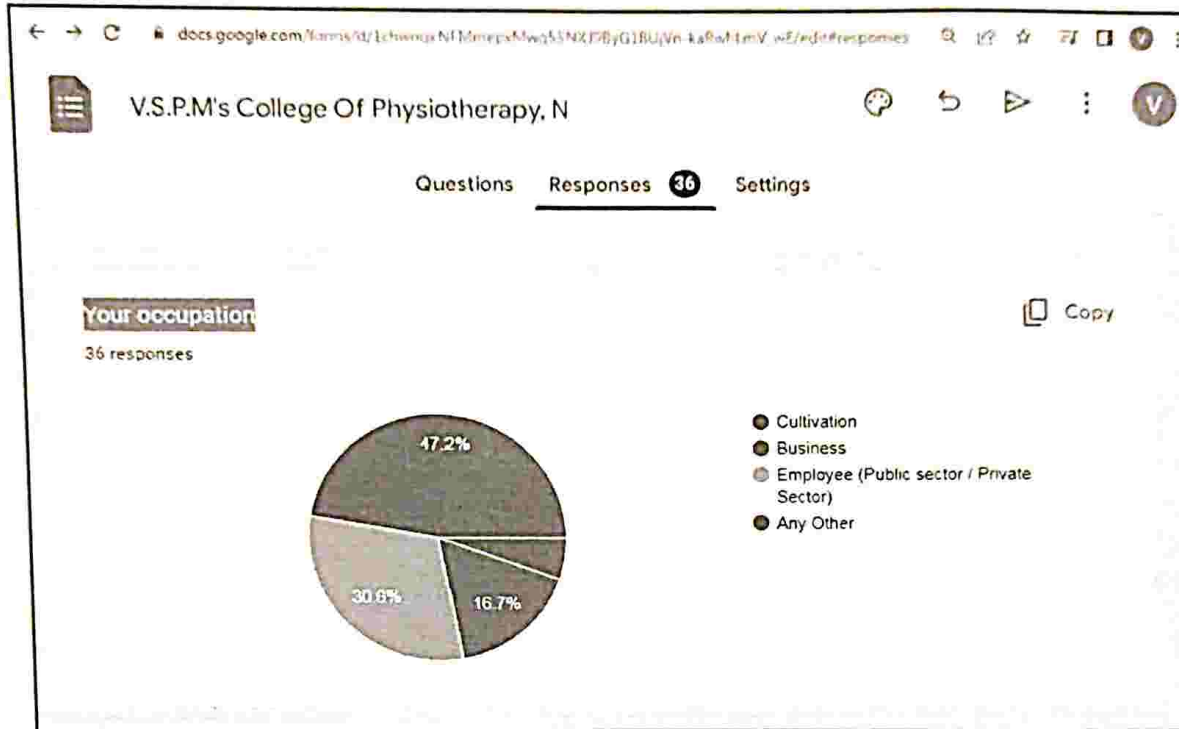 docs.google.com/forms/d/
V.S.P.M's College Of Physiotherapy, N
V
Questions Responses 36 Settings
Your occupation
Copy
36 responses
47.2%
30.6%
16.7%
Cultivation
Business
Employee (Public sector / Private
Sector)
Any Other